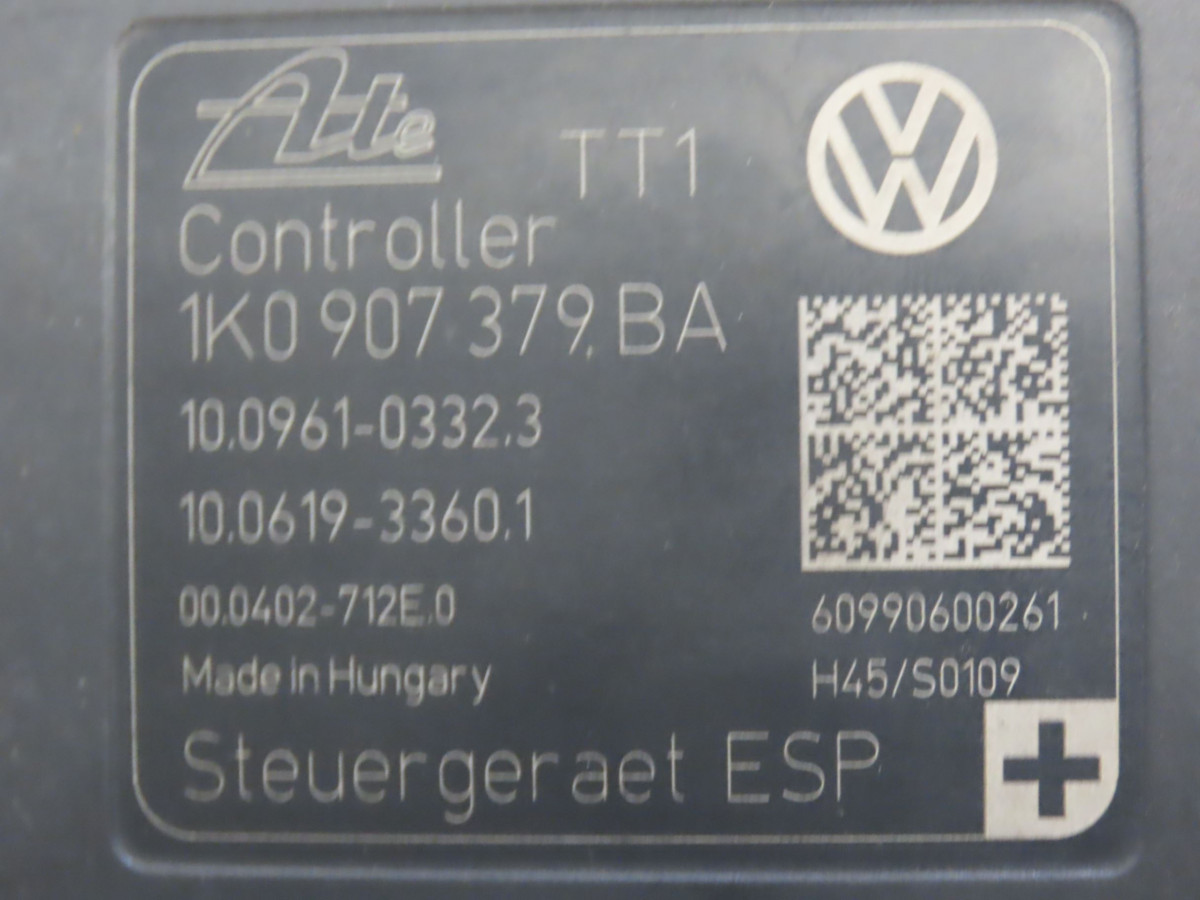 Ate TT1
Controller
1K0 907 379 BA
10.0961-0332.3
10.0619-3360.1
00.0402-712E.0
60990600261
Made in Hungary
H45/S0109
Steuergeraet ESP